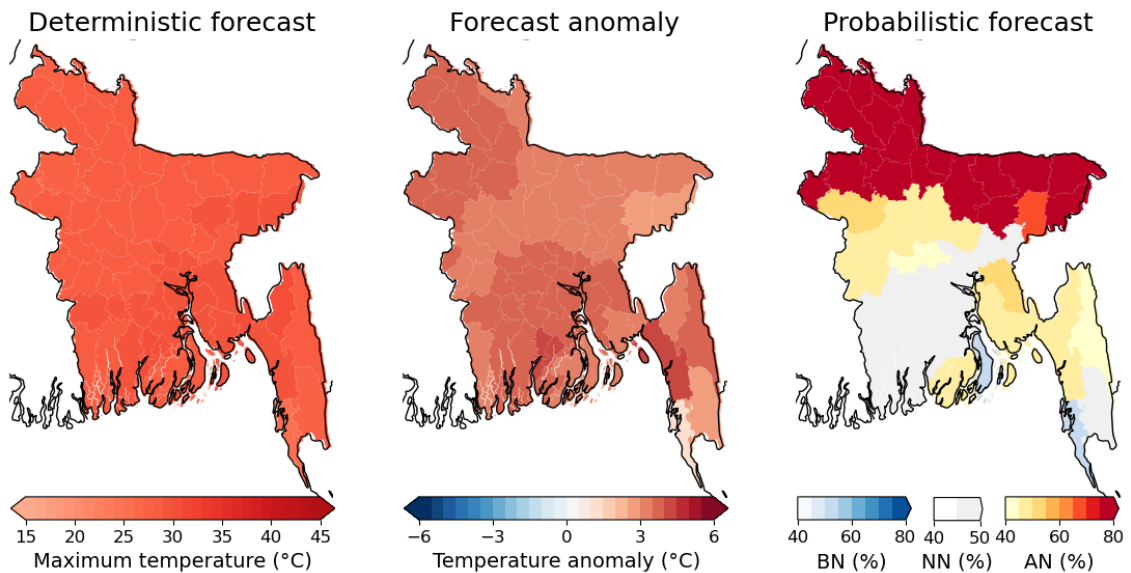 Deterministic forecast
Forecast anomaly
Probabilistic forecast
15 20 25 30 35 40 45
Maximum temperature (°C)
−6 −3 0 3 6
Temperature anomaly (°C)
40 60 80
BN (%)
40 50
NN (%)
40 60 80
AN (%)